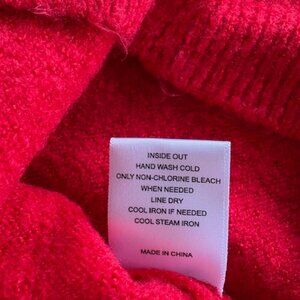 INSIDE OUT
HAND WASH COLD
ONLY NON-CHLORINE BLEACH
WHEN NEEDED
LINE DRY
COOL IRON IF NEEDED
COOL STEAM IRON
MADE IN CHINA